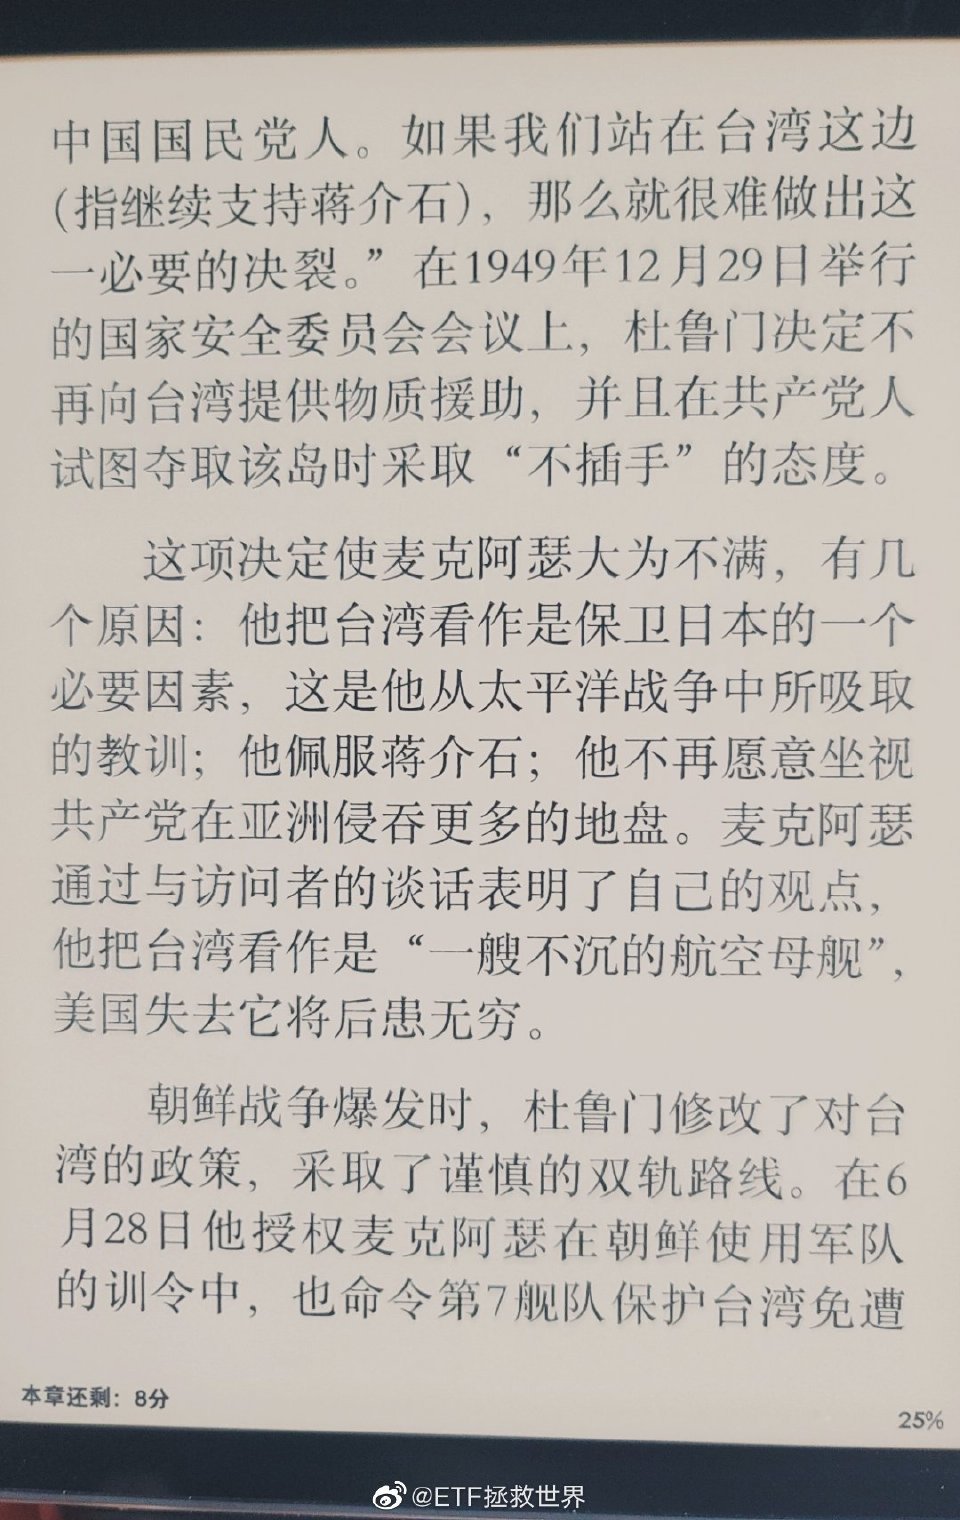 中国国民党人。如果我们站在台湾这边
(指继续支持蒋介石)，那么就很难做出这
一必要的决裂。”在1949年12月29日举行
的国家安全委员会会议上，杜鲁门决定不
再向台湾提供物质援助，并且在共产党人
试图夺取该岛时采取“不插手”的态度。
这项决定使麦克阿瑟大为不满，有几
个原因：他把台湾看作是保卫日本的一个
必要因素，这是他从太平洋战争中所吸取
的教训；他佩服蒋介石；他不再愿意坐视
共产党在亚洲侵吞更多的地盘。麦克阿瑟
通过与访问者的谈话表明了自己的观点，
他把台湾看作是“一艘不沉的航空母舰”，
美国失去它将后患无穷。
朝鲜战争爆发时，杜鲁门修改了对台
湾的政策，采取了谨慎的双轨路线。在6
月28日他授权麦克阿瑟在朝鲜使用军队
的训令中，也命令第7舰队保护台湾免遭
本章还剩：8分
25%
@ETF拯救世界